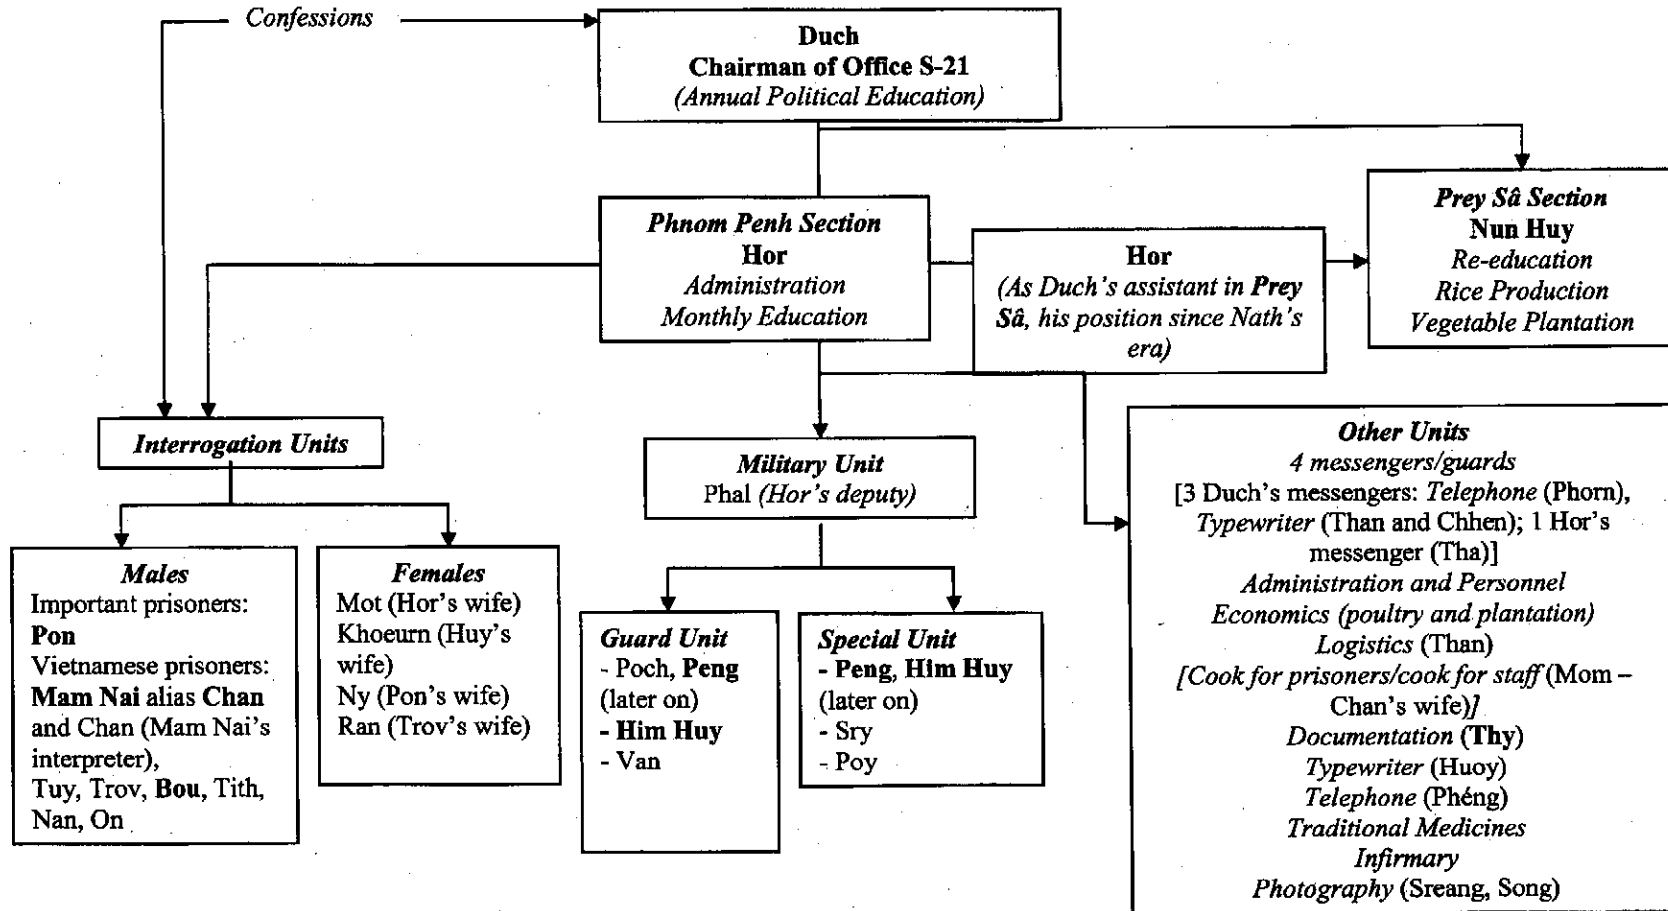 Confessions
Duch
Chairman of Office S-21
(Annual Political Education)
Phnom Penh Section
Hor
Administration
Monthly Education
Hor
(As Duch's assistant in Prey
Sâ, his position since Nath's
era)
Prey Sâ Section
Nun Huy
Re-education
Rice Production
Vegetable Plantation
Interrogation Units
Military Unit
Phal (Hor's deputy)
Males
Important prisoners:
Pon
Vietnamese prisoners:
Mam Nai alias Chan
and Chan (Mam Nai's
interpreter),
Tuy, Trov, Bou, Tith,
Nan, On
Females
Mot (Hor's wife)
Khoeurn (Huy's
wife)
Ny (Pon's wife)
Ran (Trov's wife)
Guard Unit
- Poch, Peng
(later on)
- Him Huy
- Van
Special Unit
- Peng, Him Huy
(later on)
- Sry
- Poy
Other Units
4 messengers/guards
[3 Duch's messengers: Telephone (Phorn),
Typewriter (Than and Chhen); 1 Hor's
messenger (Tha)]
Administration and Personnel
Economics (poultry and plantation)
Logistics (Than)
[Cook for prisoners/cook for staff (Mom –
Chan's wife)]
Documentation (Thy)
Typewriter (Huoy)
Telephone (Phéng)
Traditional Medicines
Infirmary
Photography (Sreang, Song)